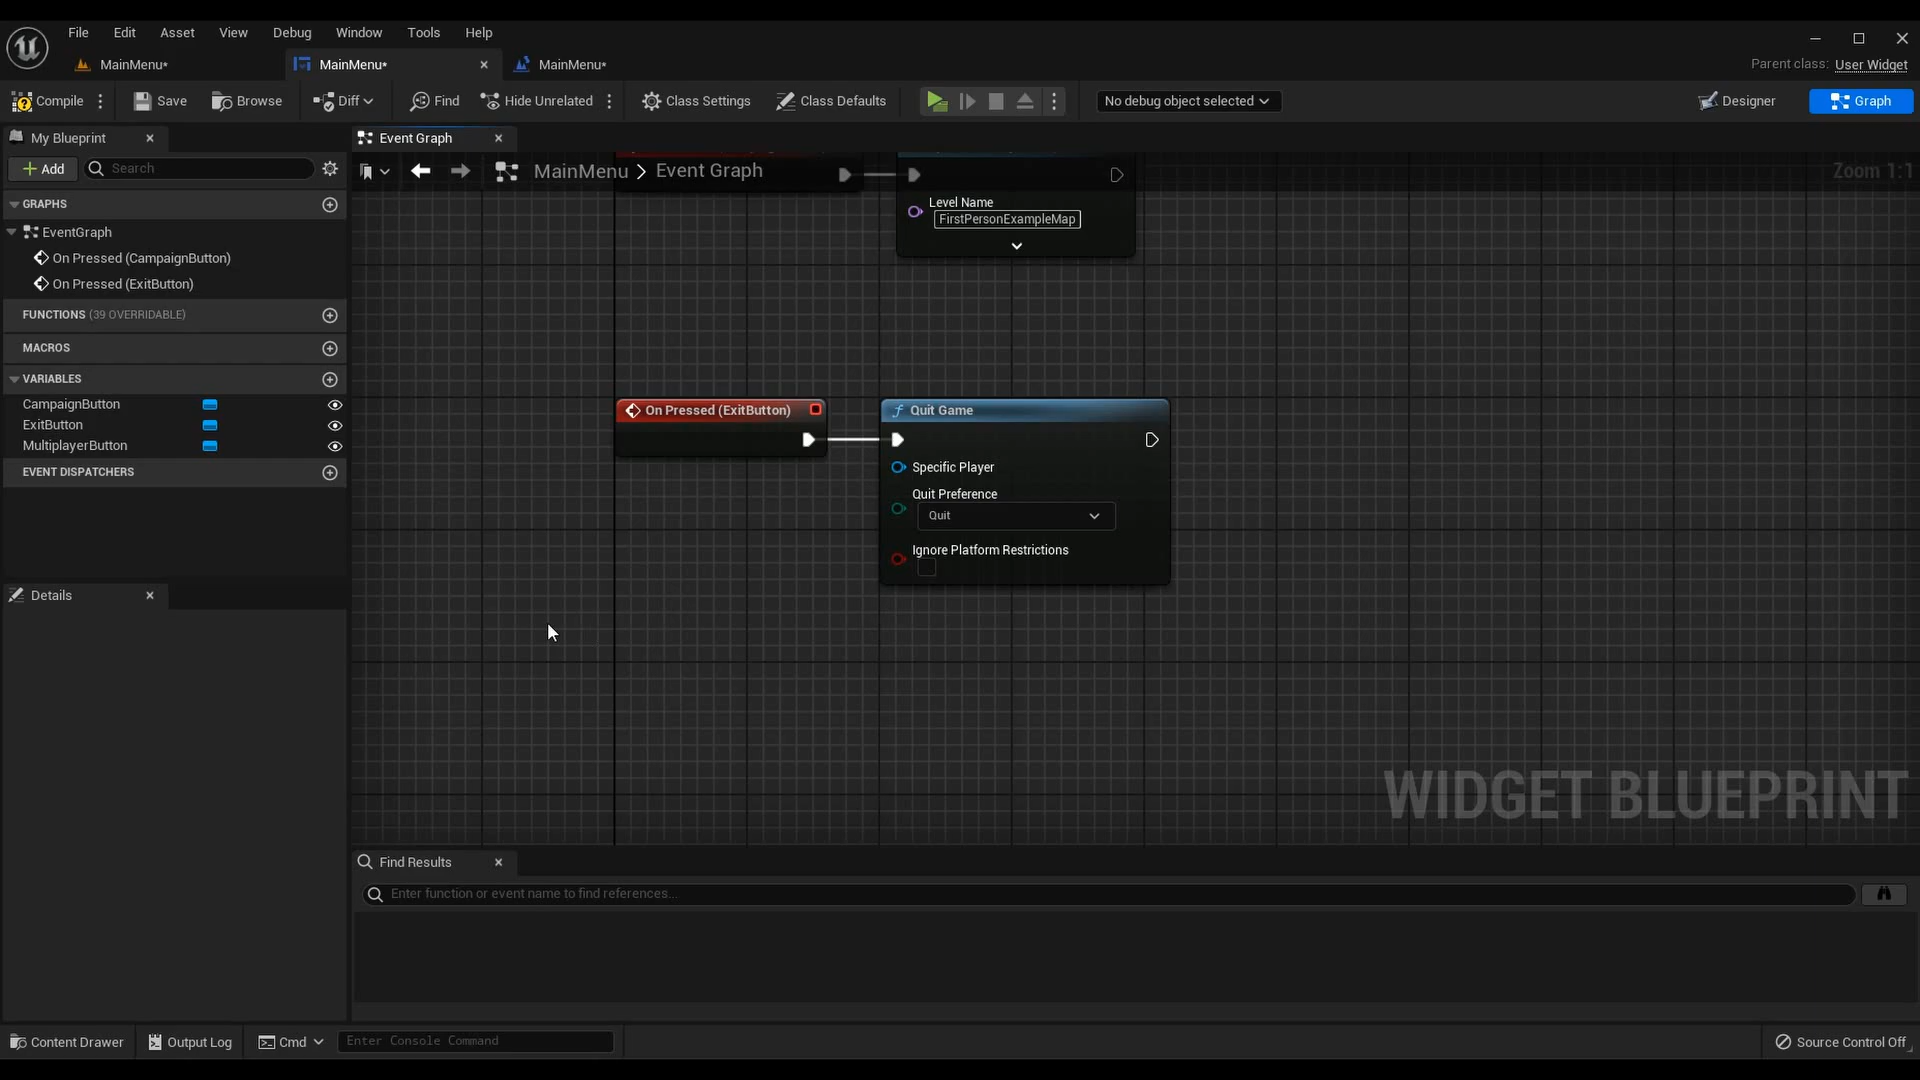 File Edit Asset View Debug Window Tools Help
MainMenu* MainMenu* MainMenu* Parent class: User Widget
Compile Save Browse Diff Find Hide Unrelated Class Settings Class Defaults No debug object selected Designer Graph
My Blueprint Event Graph
Add Search MainMenu > Event Graph Zoom 1:1
GRAPHS
EventGraph
On Pressed (CampaignButton)
On Pressed (ExitButton)
FUNCTIONS (39 OVERRIDABLE)
MACROS
VARIABLES
CampaignButton
ExitButton
MultiplayerButton
EVENT DISPATCHERS
Details
Level Name
FirstPersonExampleMap
On Pressed (ExitButton)
Quit Game
Specific Player
Quit Preference
Quit
Ignore Platform Restrictions
WIDGET BLUEPRINT
Find Results
Enter function or event name to find references...
Content Drawer Output Log Cmd Enter Console Command Source Control Off